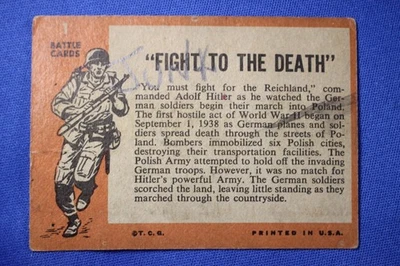 1
BATTLE
CARDS
JUNK
"FIGHT TO THE DEATH"
"You must fight for the Reichland," com-
manded Adolf Hitler as he watched the Ger-
man soldiers begin their march into Poland.
The first hostile act of World War II began on
September 1, 1938 as German planes and sol-
diers spread death through the streets of Po-
land. Bombers immobilized six Polish cities,
destroying their transportation facilities. The
Polish Army attempted to hold off the invading
German troops. However, it was no match for
Hitler's powerful Army. The German soldiers
scorched the land, leaving little standing as they
marched through the countryside.
©T.C.G.
PRINTED IN U.S.A.